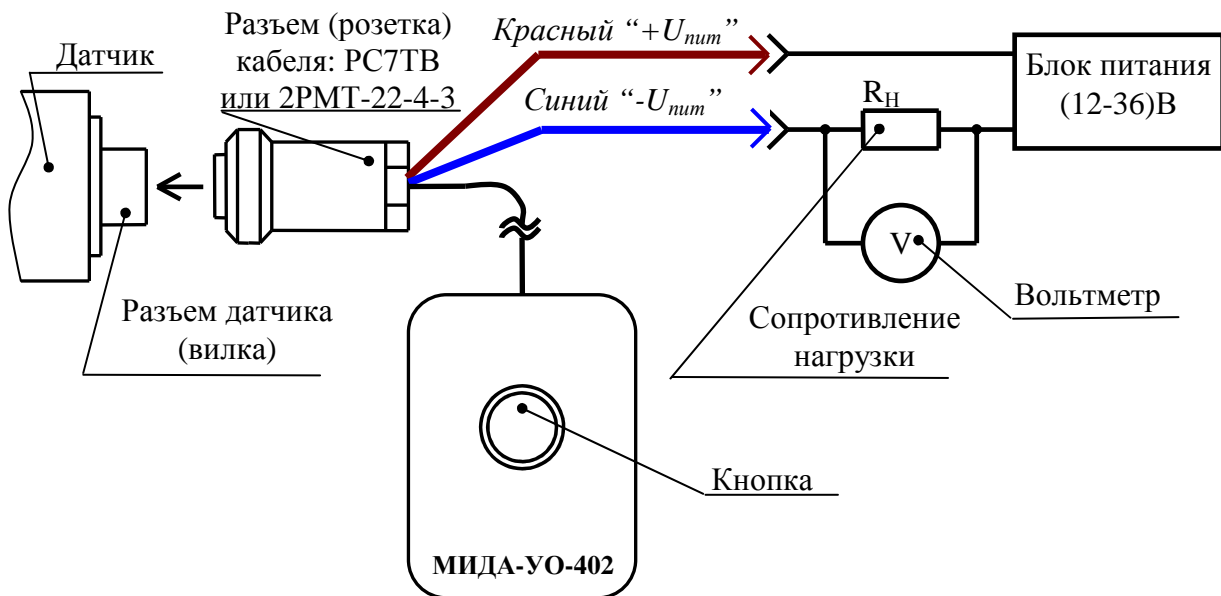 Датчик
Разъем (розетка)
кабеля: РС7ТВ
или 2РМТ-22-4-3
Красный “+Uпит”
Синий “-Uпит”
RН
Блок питания
(12-36)В
V
Вольтметр
Сопротивление
нагрузки
Разъем датчика
(вилка)
Кнопка
МИДА-УО-402